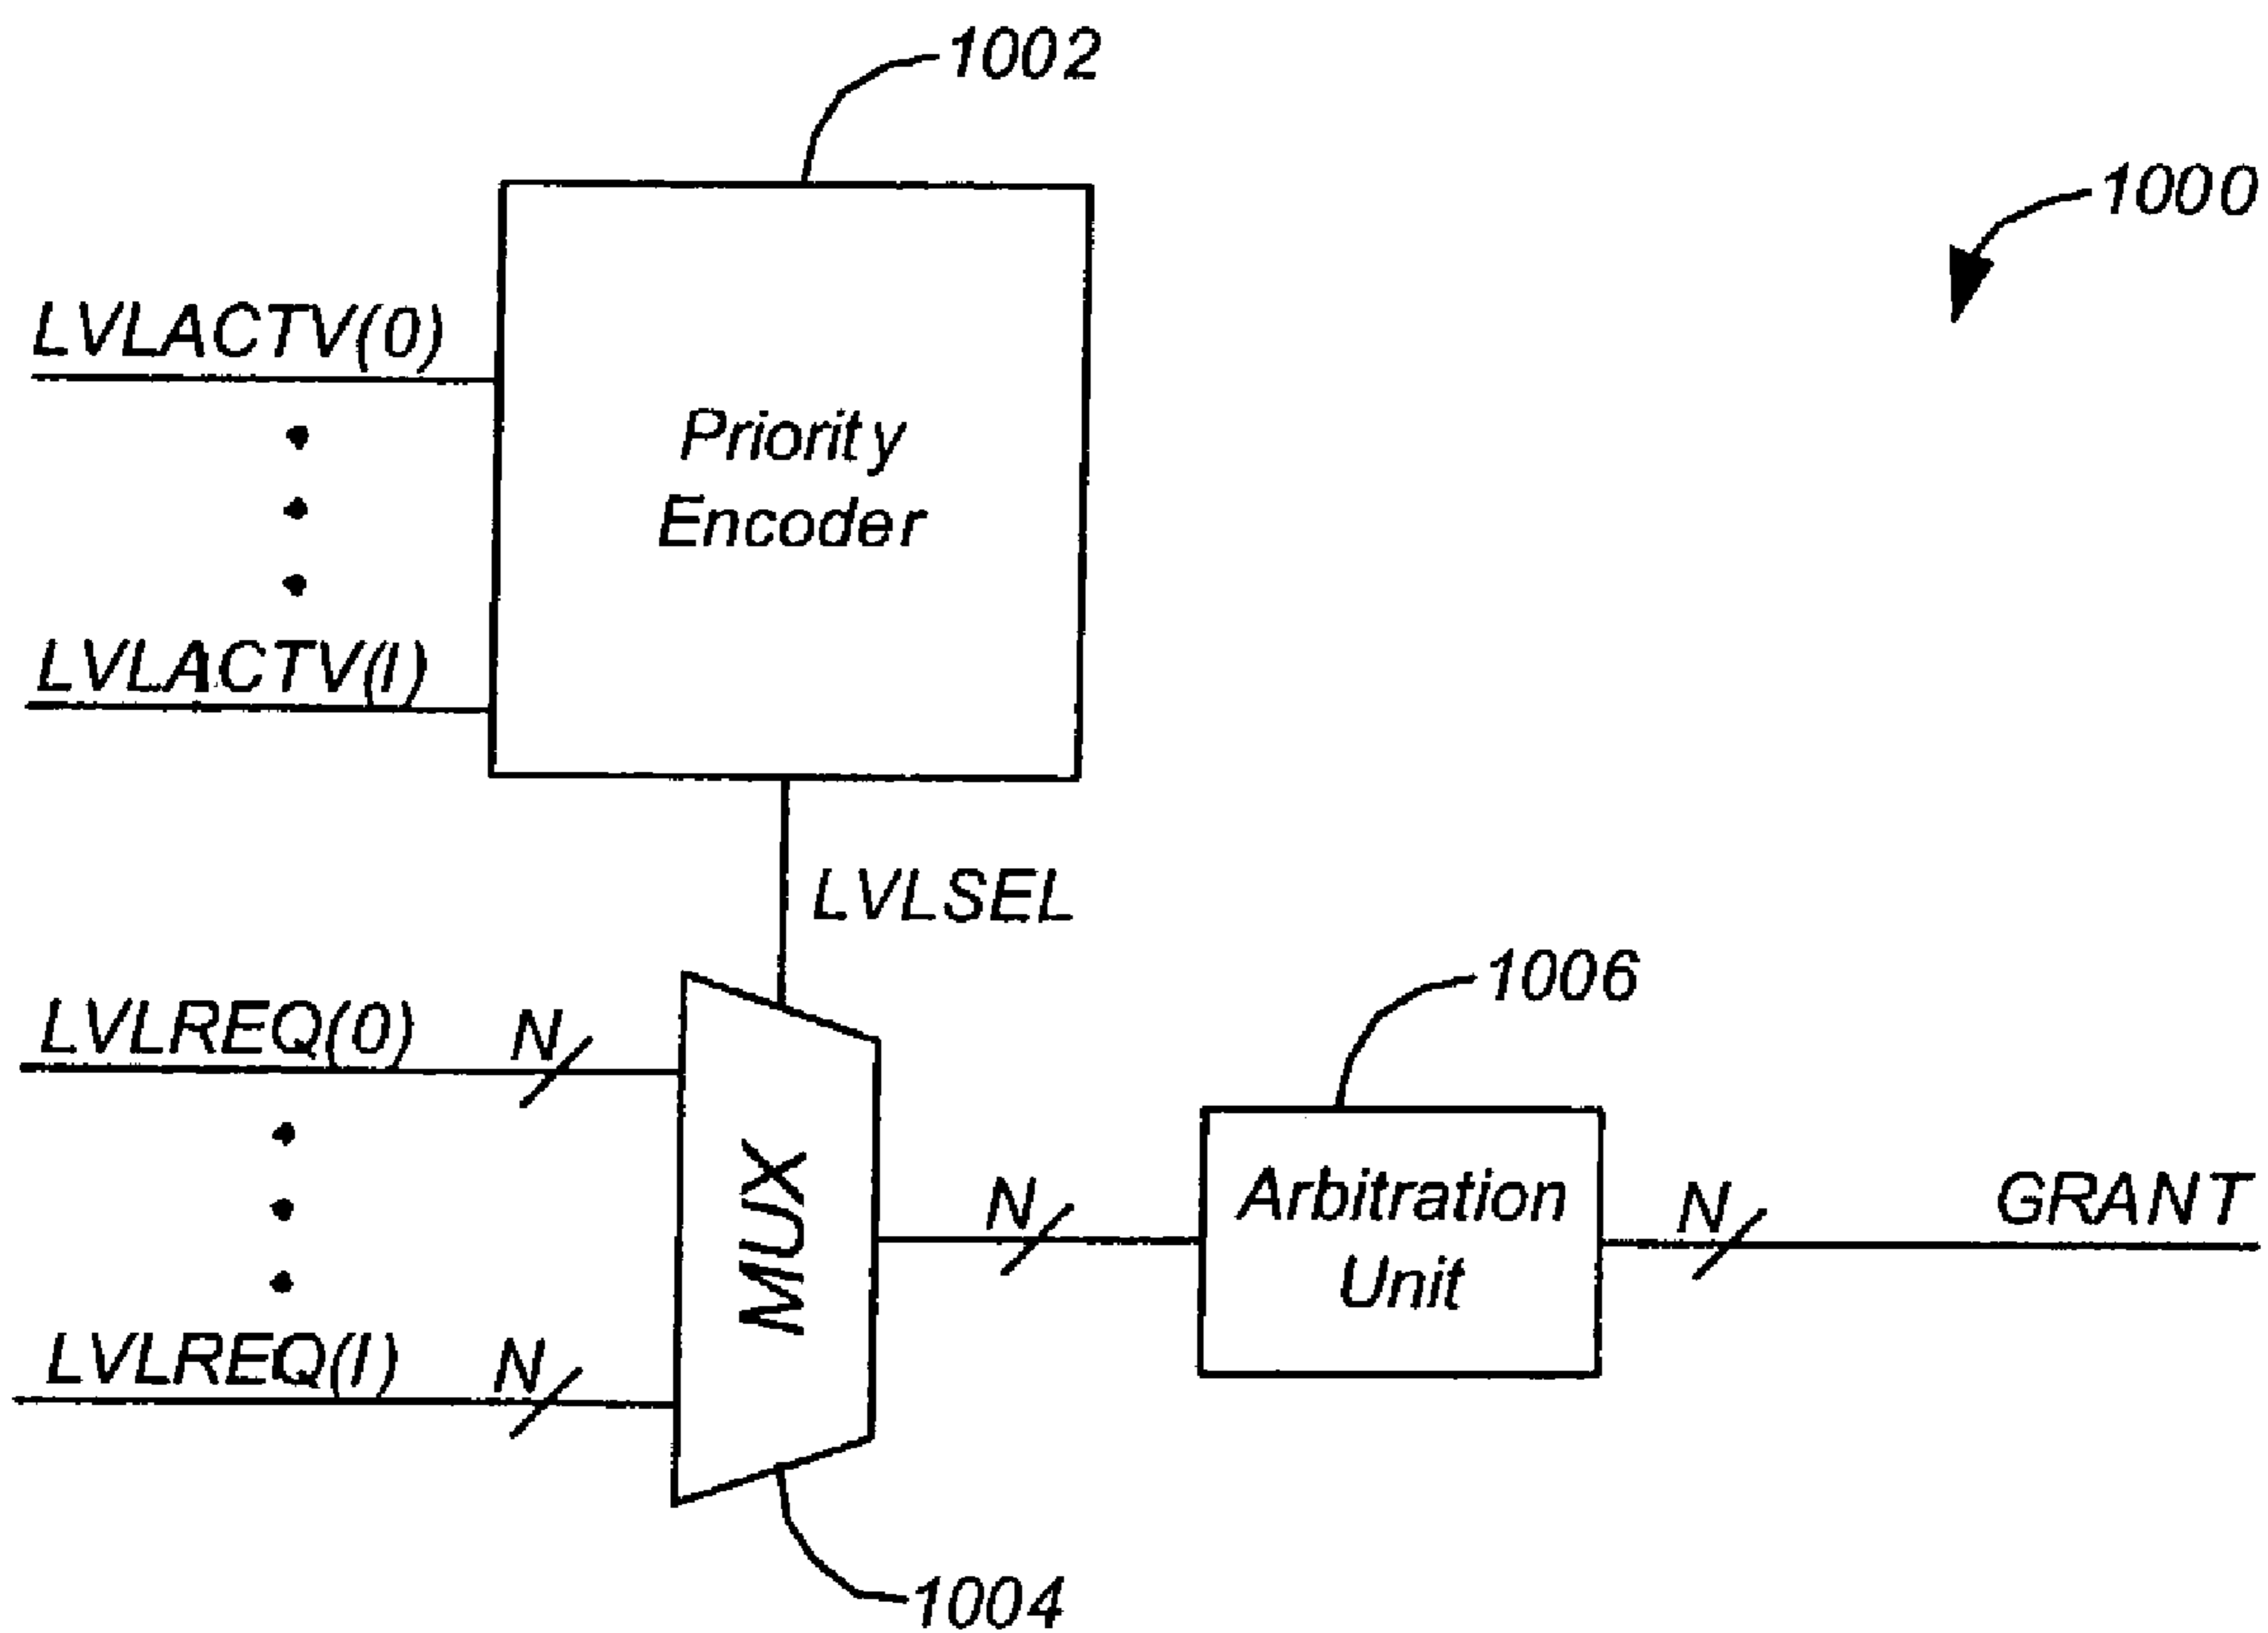 1002
1000
LVLACTV(0)
Priority
Encoder
LVLACTV(I)
LVLSEL
1006
LVLREQ(0)
N
MUX
N
Arbitration
Unit
N
GRANT
LVLREQ(I)
N
1004